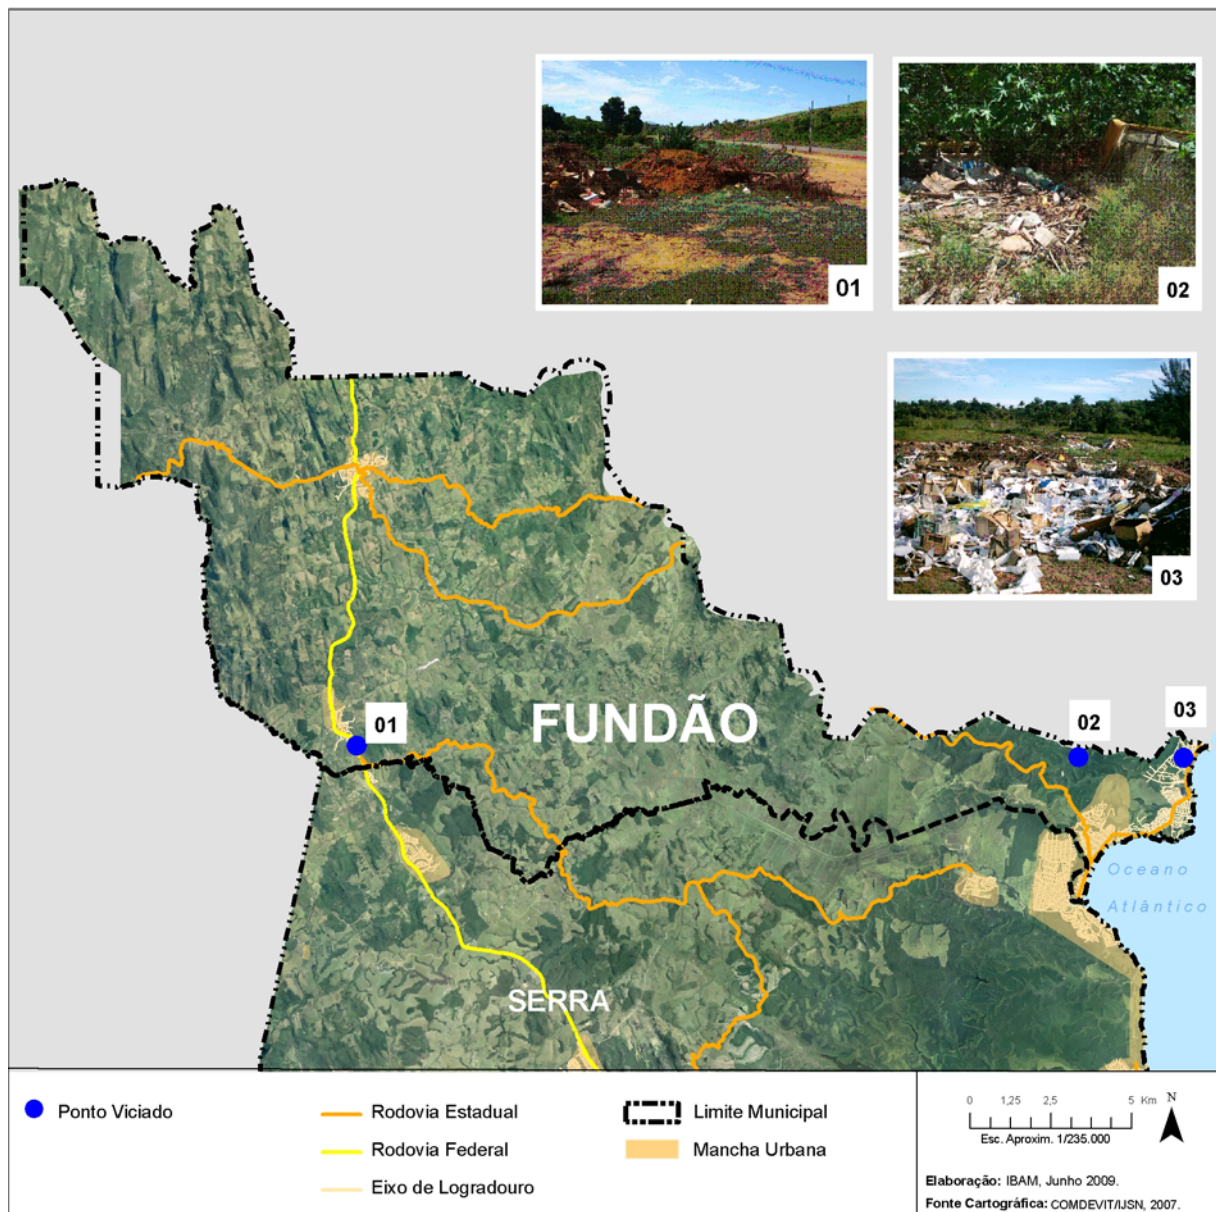 01
02
03
FUNDÃO
01
02
03
Oceano
Atlântico
SERRA
Ponto Viciado
Rodovia Estadual
Rodovia Federal
Eixo de Logradouro
Limite Municipal
Mancha Urbana
0 1,25 2,5 5 Km N
Esc. Aproxim. 1/235.000
Elaboração: IBAM, Junho 2009.
Fonte Cartográfica: COMDEVIT/IJSN, 2007.